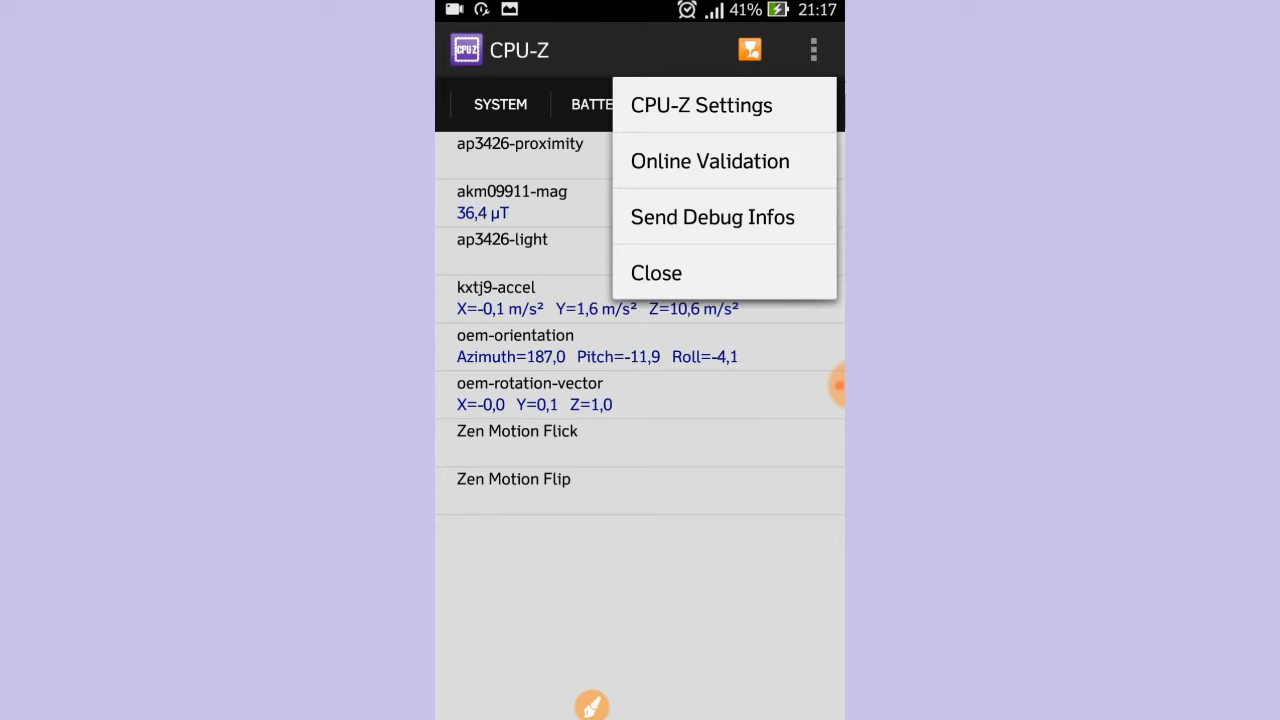 41% 21:17
CPU-Z CPU-Z
SYSTEM BATTE
CPU-Z Settings
Online Validation
Send Debug Infos
Close
ap3426-proximity
akm09911-mag
36,4 µT
ap3426-light
kxtj9-accel
X=-0,1 m/s² Y=1,6 m/s² Z=10,6 m/s²
oem-orientation
Azimuth=187,0 Pitch=-11,9 Roll=-4,1
oem-rotation-vector
X=-0,0 Y=0,1 Z=1,0
Zen Motion Flick
Zen Motion Flip